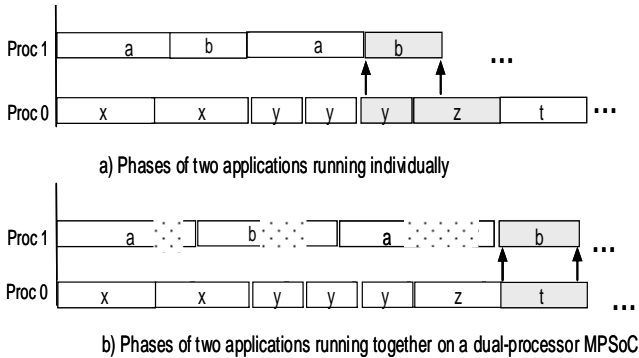 Proc 1 a b a b ...
Proc 0 x x y y y z t ...
a) Phases of two applications running individually
Proc 1 a b a b ...
Proc 0 x x y y y z t ...
b) Phases of two applications running together on a dual-processor MPSoC